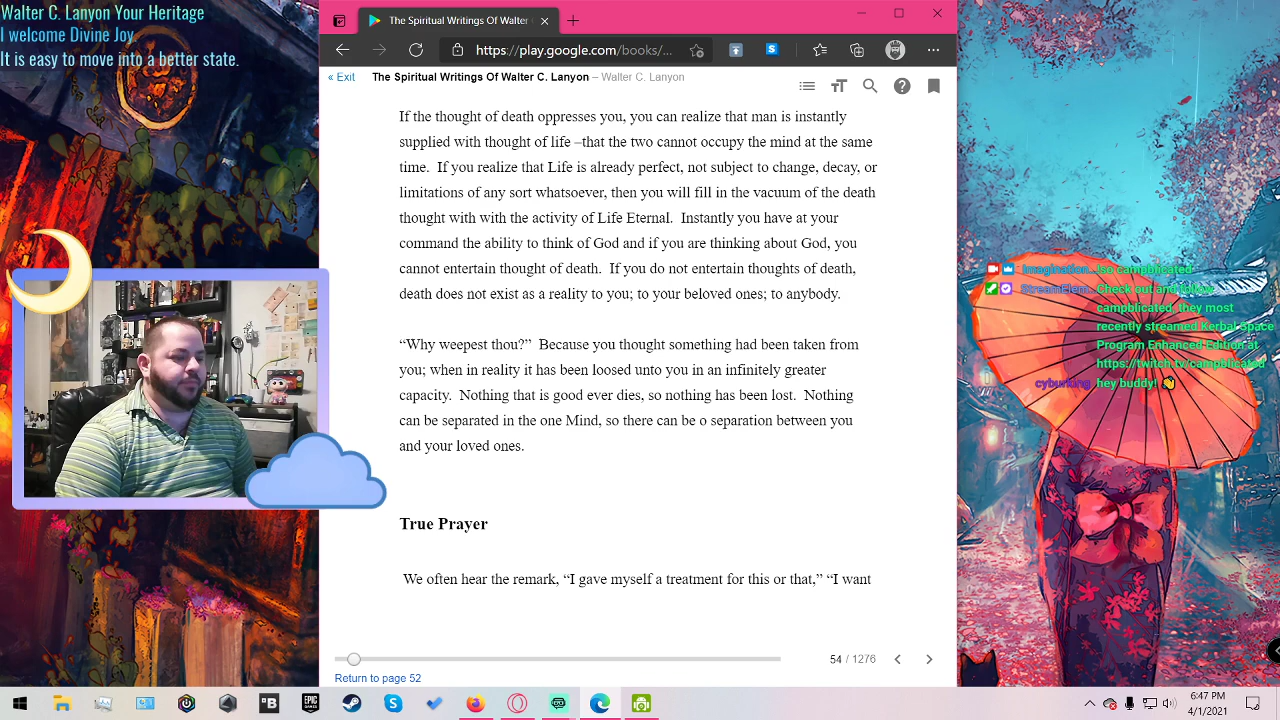 Walter C. Lanyon Your Heritage
I welcome Divine Joy
It is easy to move into a better state.
The Spiritual Writings Of Walter
https://play.google.com/books/...
« Exit
The Spiritual Writings Of Walter C. Lanyon – Walter C. Lanyon
If the thought of death oppresses you, you can realize that man is instantly
supplied with thought of life –that the two cannot occupy the mind at the same
time.  If you realize that Life is already perfect, not subject to change, decay, or
limitations of any sort whatsoever, then you will fill in the vacuum of the death
thought with with the activity of Life Eternal.  Instantly you have at your
command the ability to think of God and if you are thinking about God, you
cannot entertain thought of death.  If you do not entertain thoughts of death,
death does not exist as a reality to you; to your beloved ones; to anybody.
“Why weepest thou?”  Because you thought something had been taken from
you; when in reality it has been loosed unto you in an infinitely greater
capacity.  Nothing that is good ever dies, so nothing has been lost.  Nothing
can be separated in the one Mind, so there can be o separation between you
and your loved ones.
True Prayer
We often hear the remark, “I gave myself a treatment for this or that,” “I want
54 / 1276
Return to page 52
Imagination... !so campblicated
StreamElem... Check out and follow
campblicated, they most
recently streamed Kerbal Space
Program Enhanced Edition at
https://twitch.tv/campblicated
cyburking hey buddy!
6:47 PM
4/1/2021